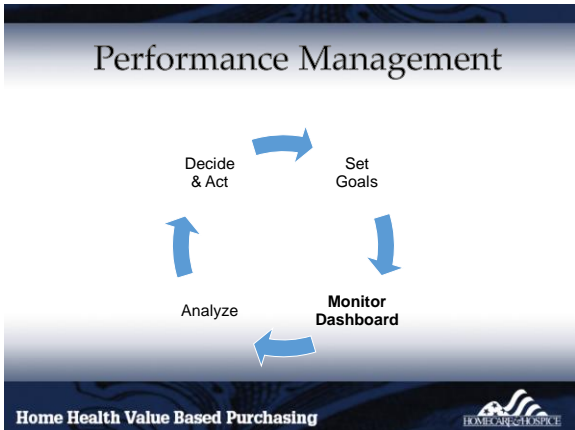 Performance Management
Decide
& Act
Set
Goals
Analyze
Monitor
Dashboard
Home Health Value Based Purchasing
HOMECARE & HOSPICE